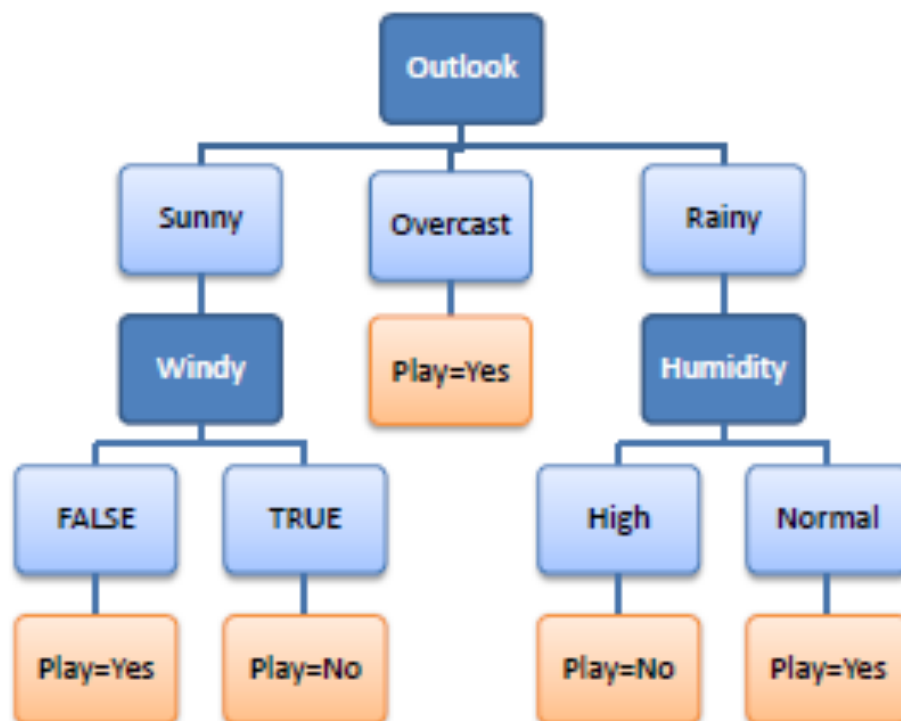 Outlook
Sunny
Overcast
Rainy
Windy
Play=Yes
Humidity
FALSE
TRUE
High
Normal
Play=Yes
Play=No
Play=No
Play=Yes